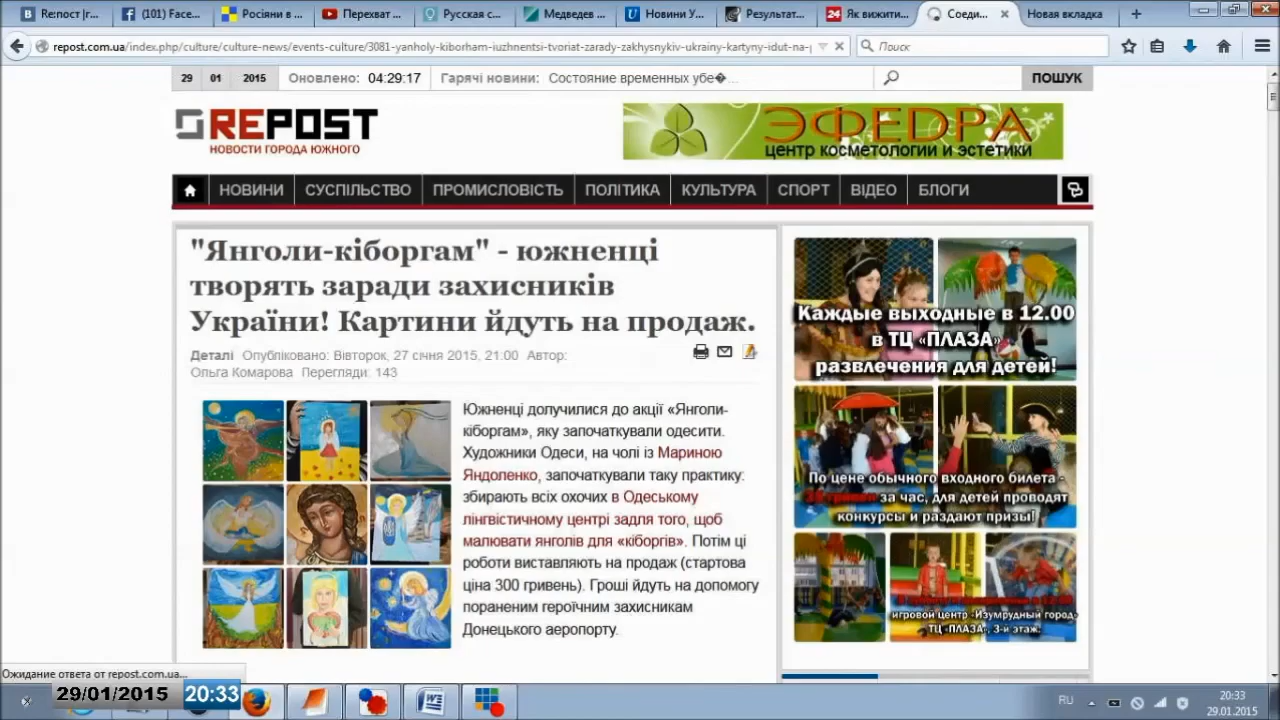 Reпост |г...
(101) Face...
Росіяни в ...
Перехват ...
Русская с...
Медведев ...
Новини У...
Результат...
Як вижити...
Соеди...
Новая вкладка
repost.com.ua/index.php/culture/culture-news/events-culture/3081-yanholy-kiborham-iuzhnentsi-tvoriat-zarady-zakhysnykiv-ukrainy-kartyny-idut-na-
Поиск
29 01 2015 Оновлено: 04:29:17 Гарячі новини: Состояние временных убе�... ПОШУК
REPOST
НОВОСТИ ГОРОДА ЮЖНОГО
ЭФЕДРА
центр косметологии и эстетики
НОВИНИ СУСПІЛЬСТВО ПРОМИСЛОВІСТЬ ПОЛІТИКА КУЛЬТУРА СПОРТ ВІДЕО БЛОГИ
"Янголи-кіборгам" - южненці
творять заради захисників
України! Картини йдуть на продаж.
Деталі Опубліковано: Вівторок, 27 січня 2015, 21:00 Автор:
Ольга Комарова Перегляди: 143
Южненці долучилися до акції «Янголи-
кіборгам», яку започаткували одесити.
Художники Одеси, на чолі із Мариною
Яндоленко, започаткували таку практику:
збирають всіх охочих в Одеському
лінгвістичному центрі задля того, щоб
малювати янголів для «кіборгів». Потім ці
роботи виставляють на продаж (стартова
ціна 300 гривень). Гроші йдуть на допомогу
пораненим героїчним захисникам
Донецького аеропорту.
Каждые выходные в 12.00
в ТЦ «ПЛАЗА»
развлечения для детей!
По цене обычного входного билета -
гривен за час, для детей проводят
конкурсы и раздают призы!
игровой центр «Изумрудный город»
ТЦ «ПЛАЗА», 3-й этаж.
Ожидание ответа от repost.com.ua...
29/01/2015 20:33
RU
20:33
29.01.2015